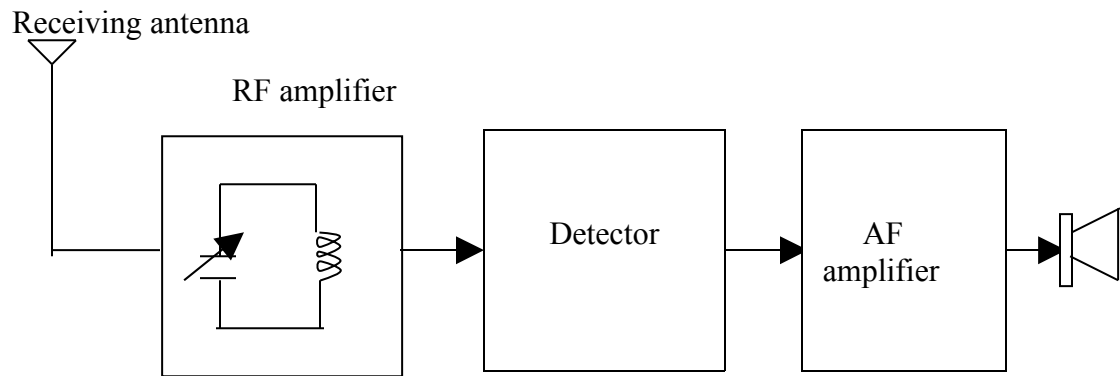 Receiving antenna
RF amplifier
Detector
AF
amplifier